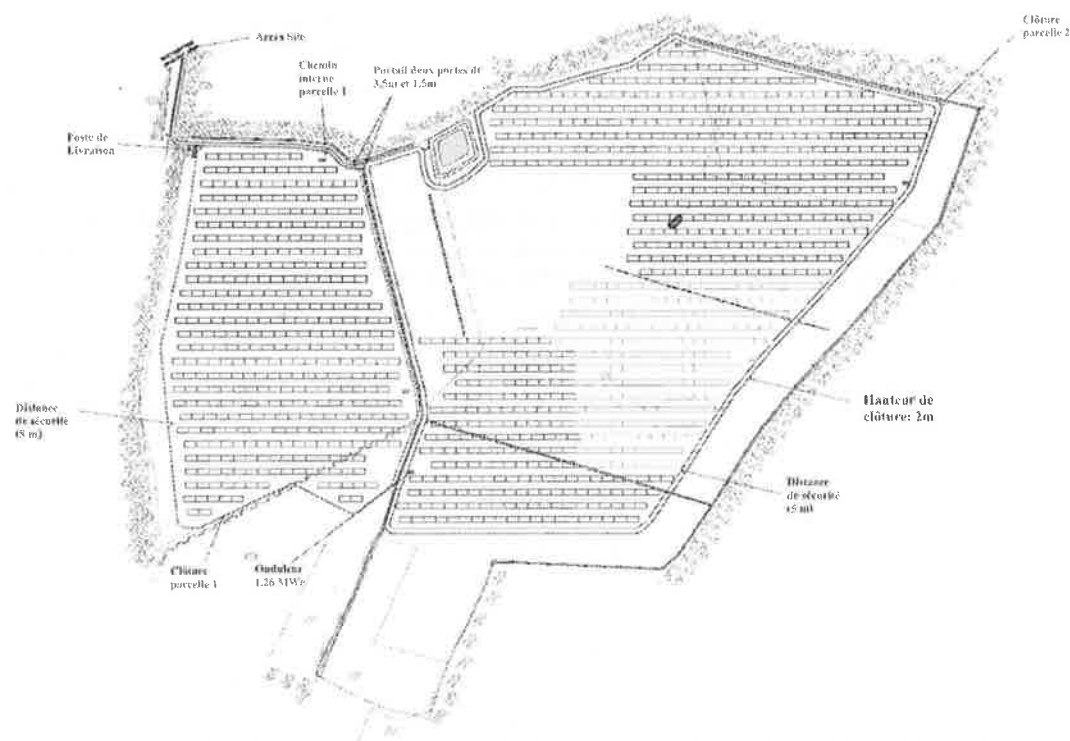 Clôture
parcelle 2
Accès Site
Chemin
interne
parcelle 1
Portail deux portes de
3,5m et 1,5m
Poste de
Livraison
Hauteur de
clôture: 2m
Distance
de sécurité
(5 m)
Distance
de sécurité
(5 m)
Clôture
parcelle 1
Onduleur
1.26 MWc